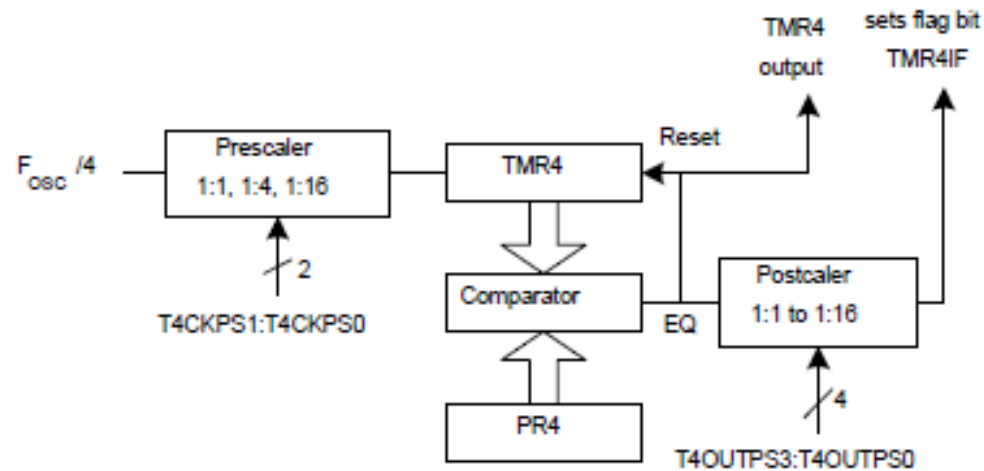 TMR4
output
sets flag bit
TMR4IF
F OSC /4
Prescaler
1:1, 1:4, 1:16
TMR4
Reset
2
T4CKPS1:T4CKPS0
Comparator
EQ
Postcaler
1:1 to 1:16
PR4
4
T4OUTPS3:T4OUTPS0